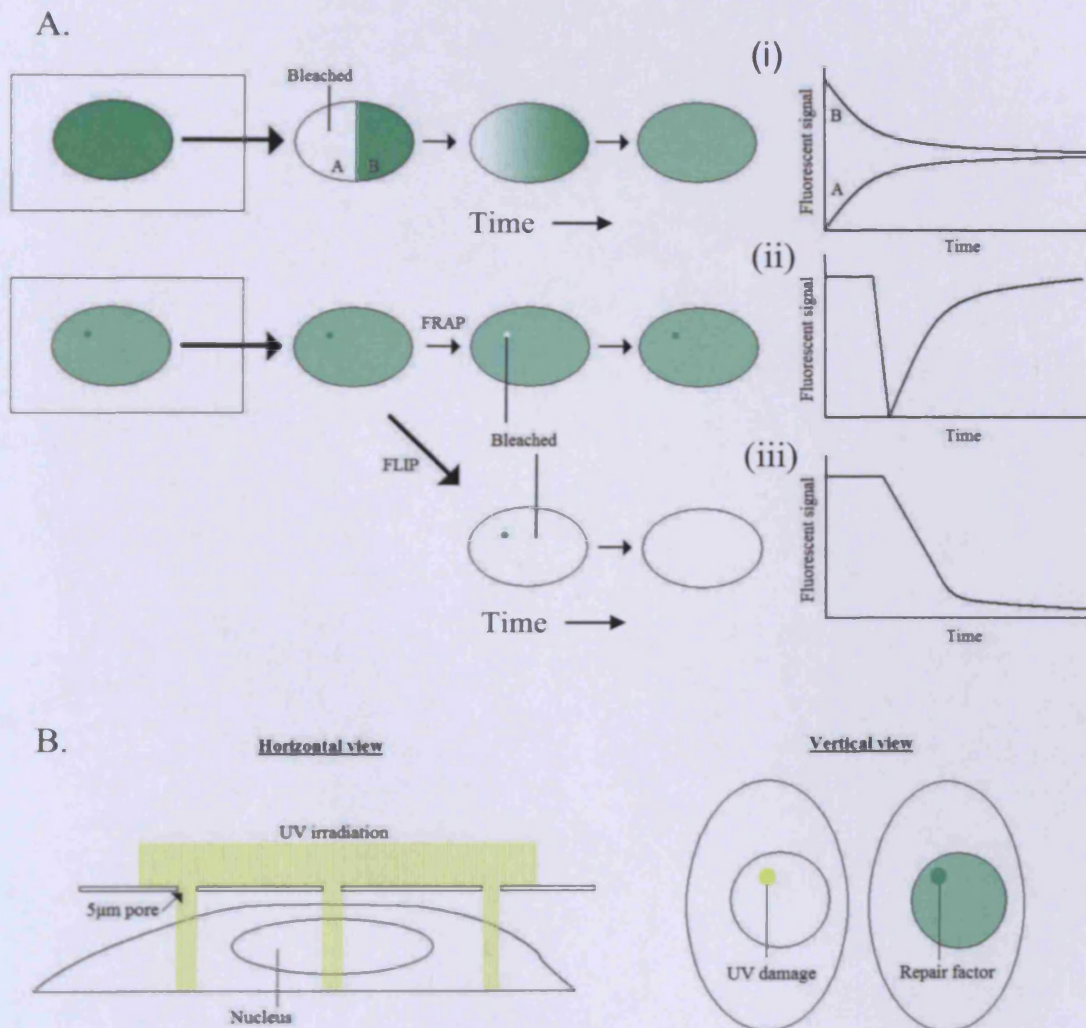 A.
Bleached
A
B
Time
(i)
Fluorescent signal
B
A
Time
FRAP
Bleached
FLIP
Time
(ii)
Fluorescent signal
Time
(iii)
Fluorescent signal
Time
B.
Horizontal view
UV irradiation
5µm pore
Nucleus
Vertical view
UV damage
Repair factor